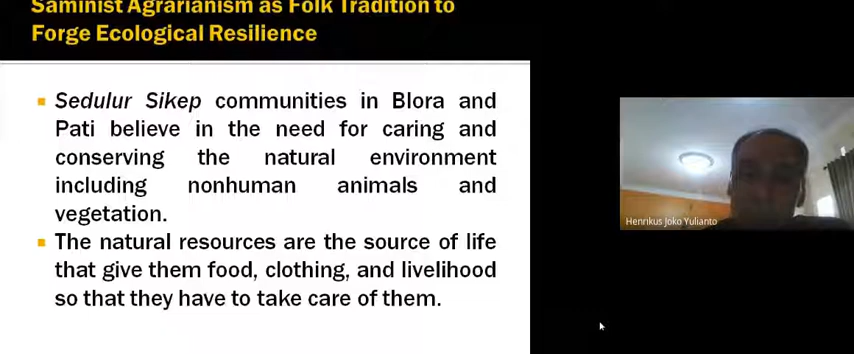 Saminist Agrarianism as Folk Tradition to
Forge Ecological Resilience
Sedulur Sikep communities in Blora and
Pati believe in the need for caring and
conserving the natural environment
including nonhuman animals and
vegetation.
The natural resources are the source of life
that give them food, clothing, and livelihood
so that they have to take care of them.
Henrikus Joko Yulianto